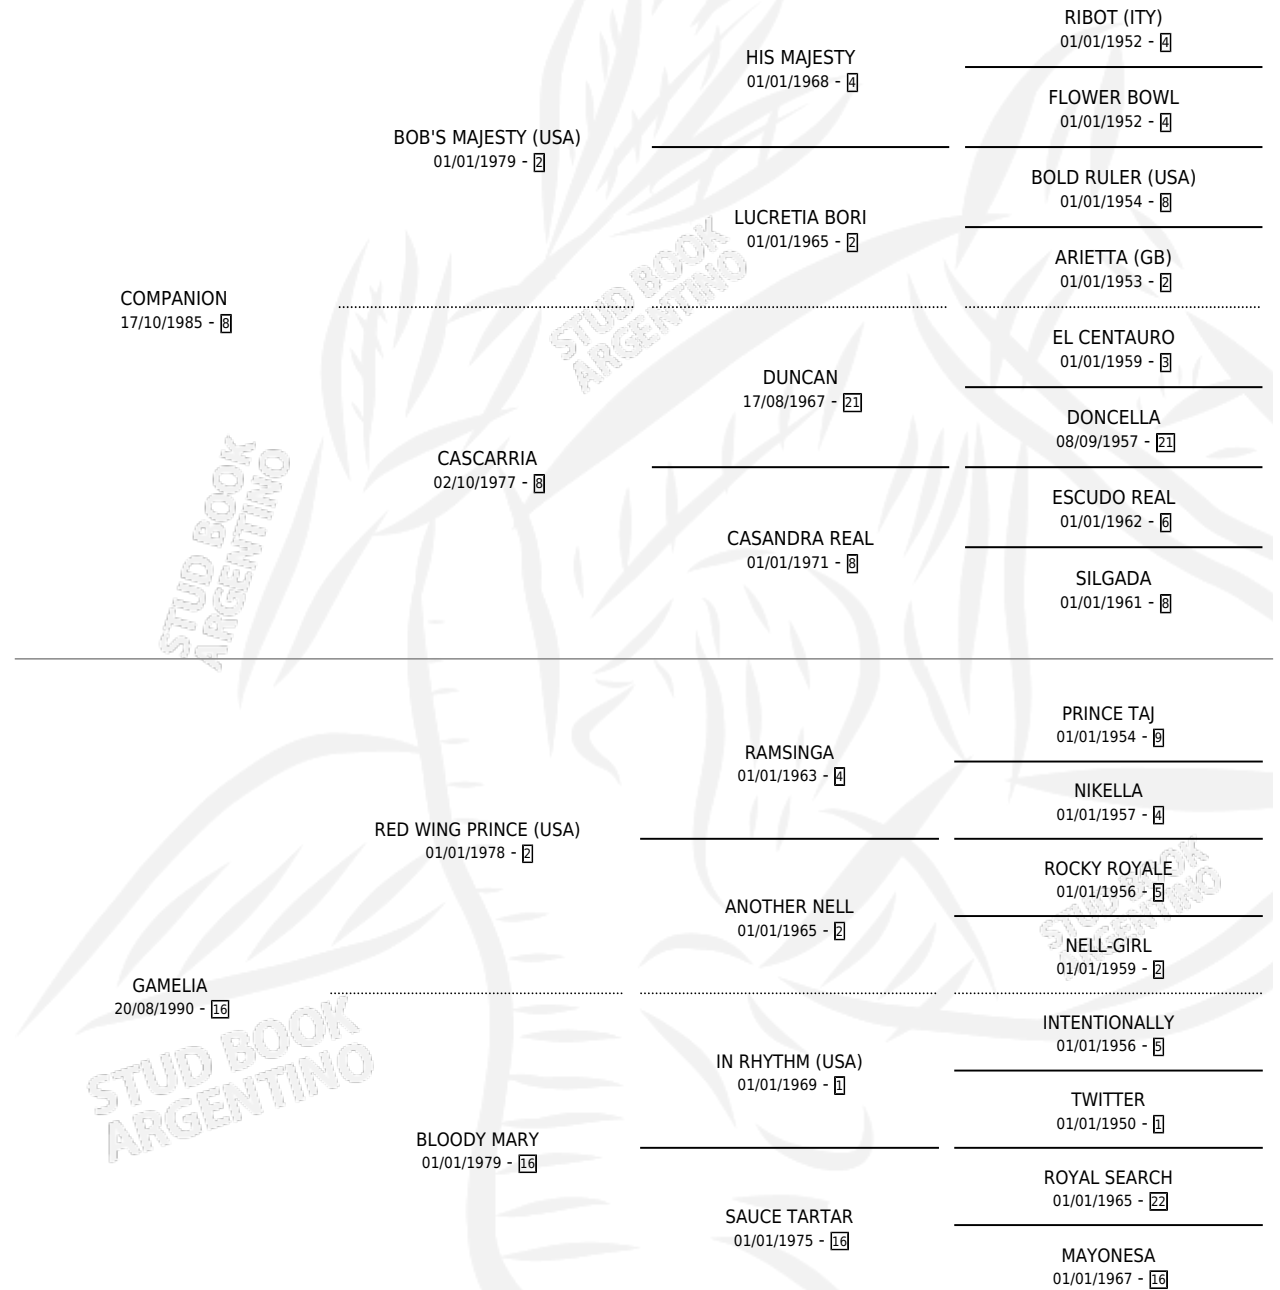 RIBOT (ITY)
01/01/1952 - 4
HIS MAJESTY
01/01/1968 - 4
FLOWER BOWL
01/01/1952 - 4
BOB'S MAJESTY (USA)
01/01/1979 - 2
BOLD RULER (USA)
01/01/1954 - 8
LUCRETIA BORI
01/01/1965 - 2
ARIETTA (GB)
01/01/1953 - 2
COMPANION
17/10/1985 - 8
EL CENTAURO
01/01/1959 - 3
DUNCAN
17/08/1967 - 21
DONCELLA
08/09/1957 - 21
CASCARRIA
02/10/1977 - 8
ESCUDO REAL
01/01/1962 - 6
CASANDRA REAL
01/01/1971 - 8
SILGADA
01/01/1961 - 8
PRINCE TAJ
01/01/1954 - 9
RAMSINGA
01/01/1963 - 4
NIKELLA
01/01/1957 - 4
RED WING PRINCE (USA)
01/01/1978 - 2
ROCKY ROYALE
01/01/1956 - 5
ANOTHER NELL
01/01/1965 - 2
NELL-GIRL
01/01/1959 - 2
GAMELIA
20/08/1990 - 16
INTENTIONALLY
01/01/1956 - 5
IN RHYTHM (USA)
01/01/1969 - 1
TWITTER
01/01/1950 - 1
BLOODY MARY
01/01/1979 - 16
ROYAL SEARCH
01/01/1965 - 22
SAUCE TARTAR
01/01/1975 - 16
MAYONESA
01/01/1967 - 16
STUD BOOK
ARGENTINO
STUD BOOK
ARGENTINO
STUD BOOK
ARGENTINO
STUD BOOK
ARGENTINO